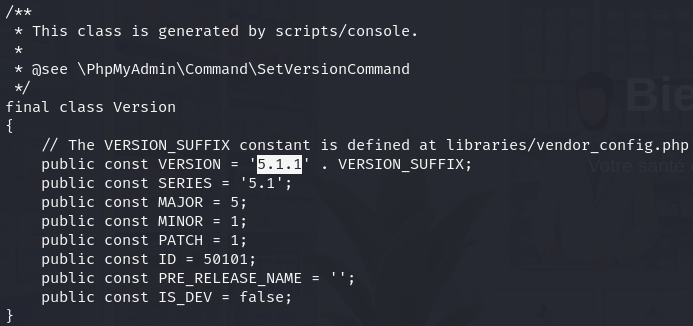 /**
 * This class is generated by scripts/console.
 *
 * @see \PhpMyAdmin\Command\SetVersionCommand
 */
final class Version
{
    // The VERSION_SUFFIX constant is defined at libraries/vendor_config.php
    public const VERSION = '5.1.1' . VERSION_SUFFIX;
    public const SERIES = '5.1';
    public const MAJOR = 5;
    public const MINOR = 1;
    public const PATCH = 1;
    public const ID = 50101;
    public const PRE_RELEASE_NAME = '';
    public const IS_DEV = false;
}
Bie
Votre santé